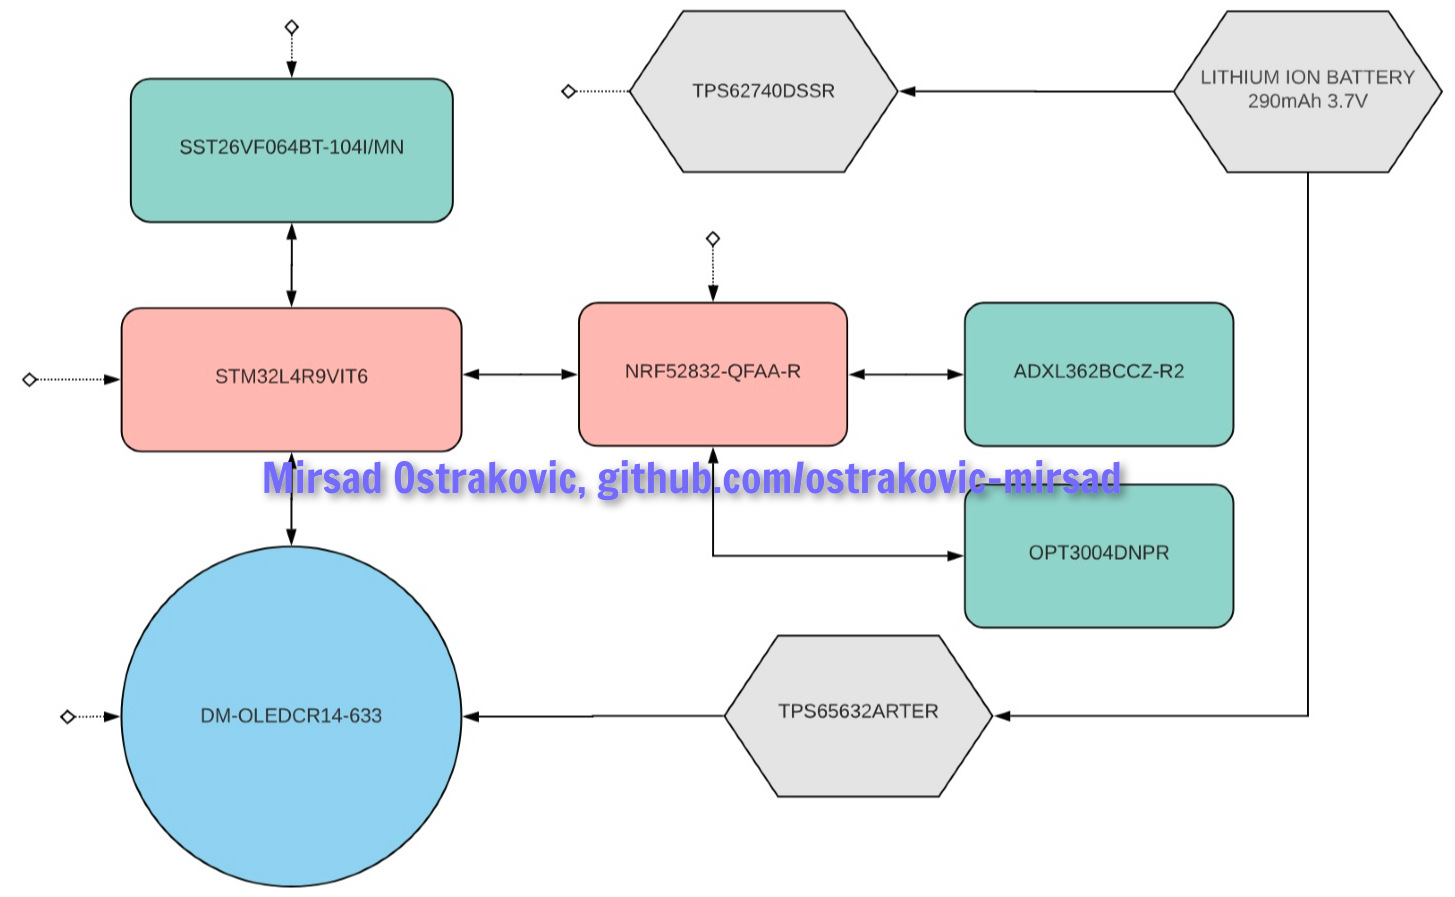 TPS62740DSSR
LITHIUM ION BATTERY
290mAh 3.7V
SST26VF064BT-104I/MN
STM32L4R9VIT6
NRF52832-QFAA-R
ADXL362BCCZ-R2
Mirsad Ostrakovic, github.com/ostrakovic-mirsad
OPT3004DNPR
DM-OLEDCR14-633
TPS65632ARTER